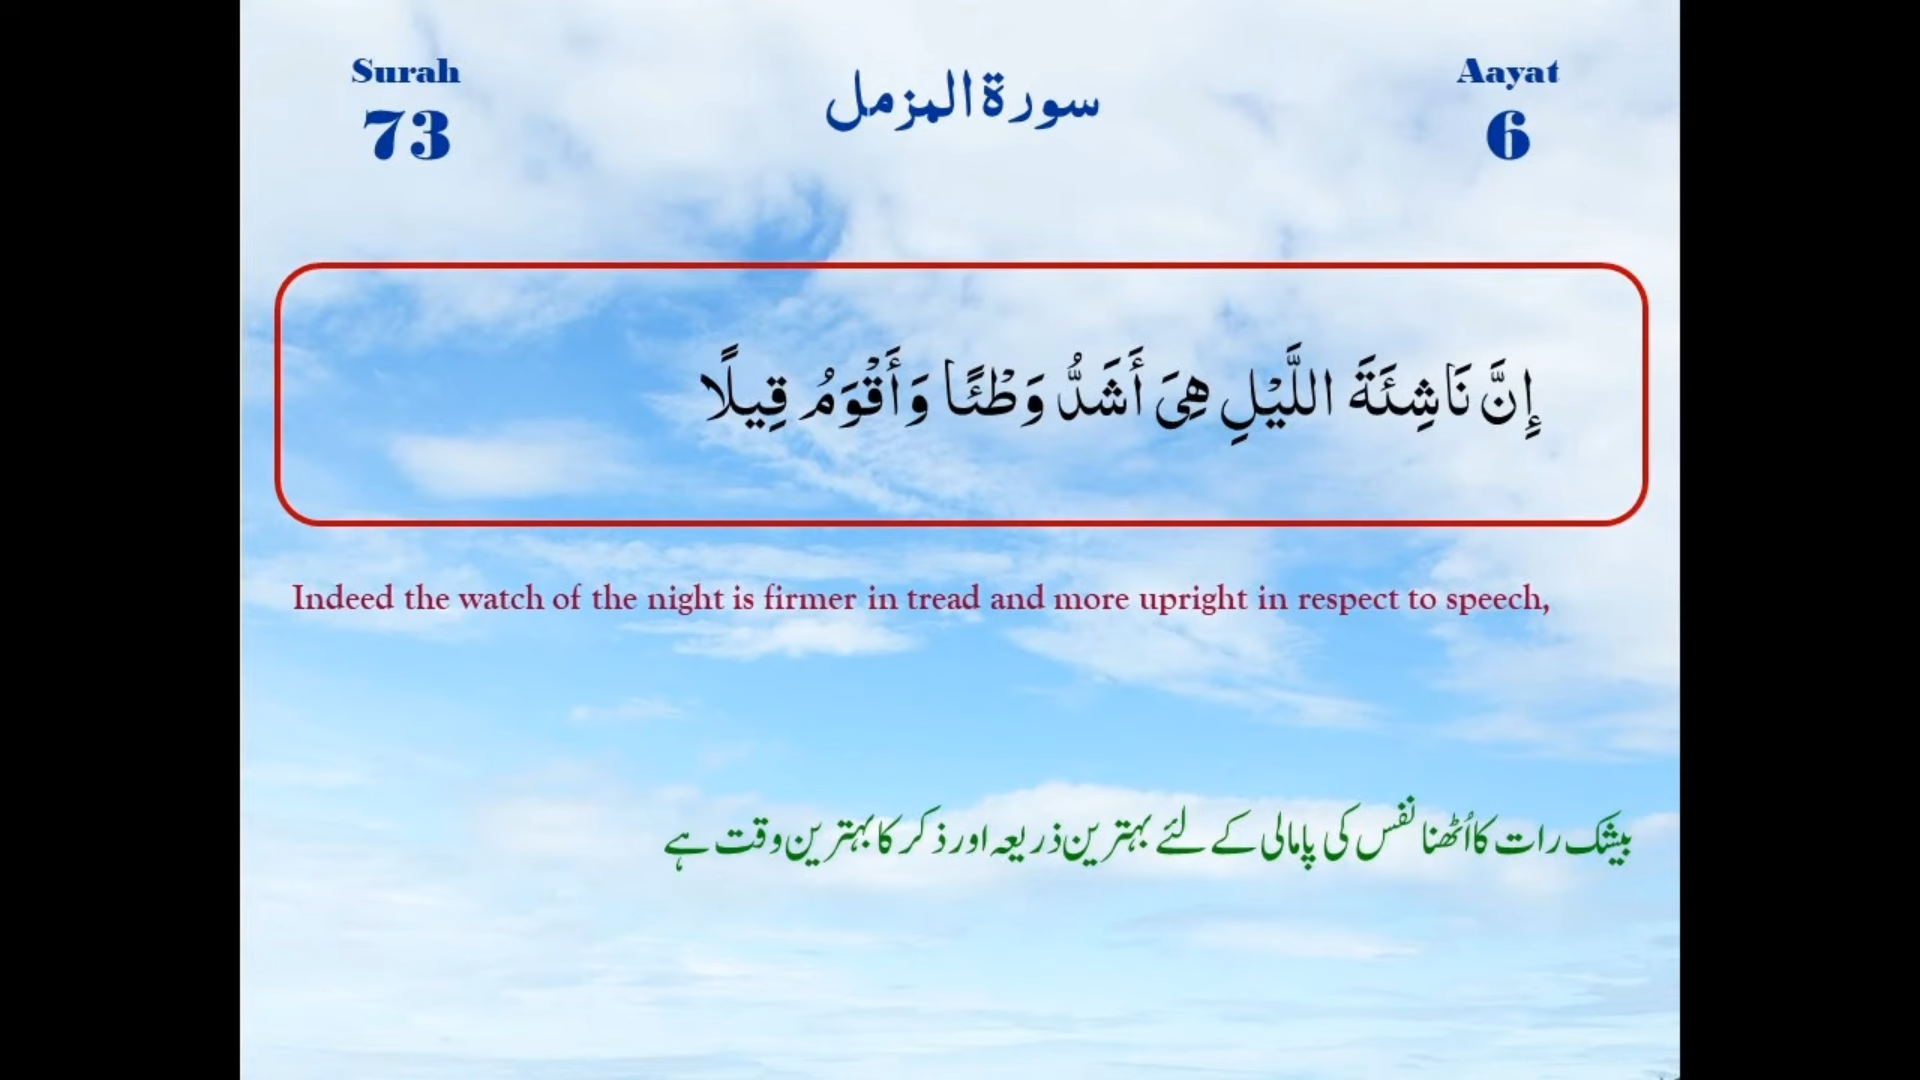 Surah
73
سورة المزمل
Aayat
6
إِنَّ نَاشِئَةَ اللَّيْلِ هِيَ أَشَدُّ وَطْئًا وَأَقْوَمُ قِيلًا
Indeed the watch of the night is firmer in tread and more upright in respect to speech,
بیشک رات کا اُٹھنا نفس کی پامالی کے لئے بہترین ذریعہ اور ذکر کا بہترین وقت ہے